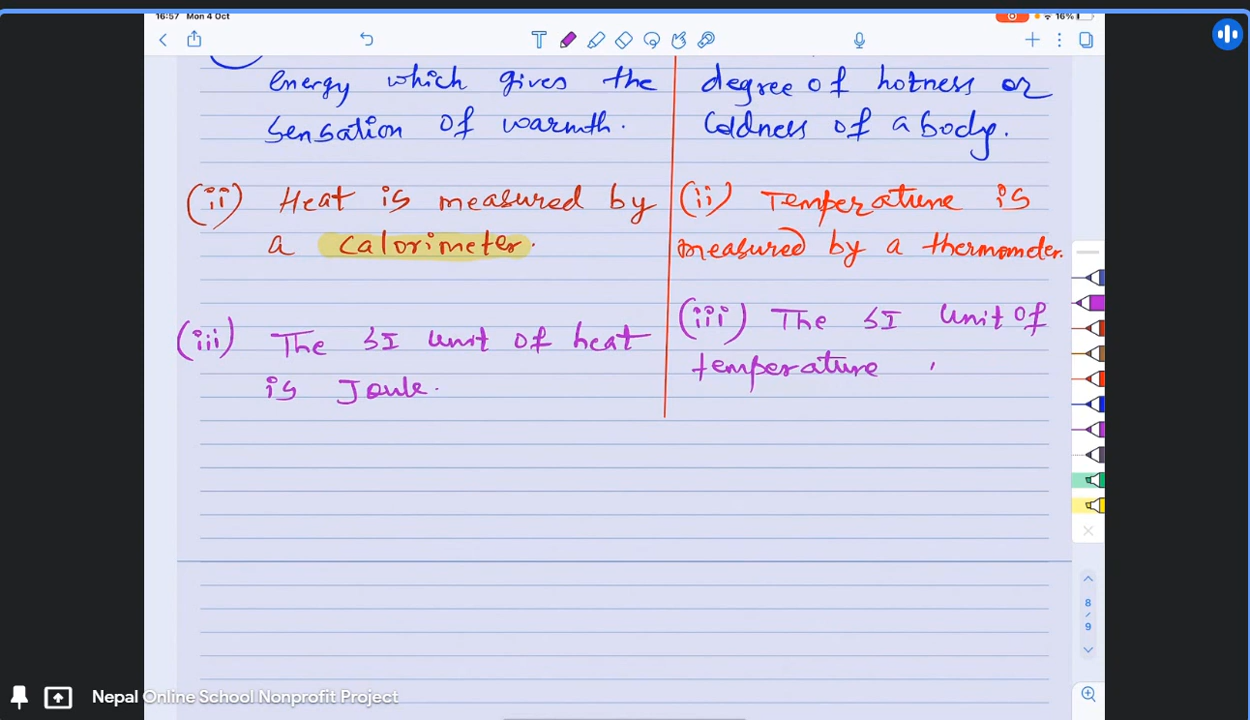 16:57 Mon 4 Oct
16%
energy which gives the
sensation of warmth.
degree of hotness or
coldness of a body.
(ii) Heat is measured by
a calorimeter.
(ii) Temperature is
measured by a thermometer.
(iii) The SI unit of heat
is Joule.
(iii) The SI unit of
temperature
8
/
9
Nepal Online School Nonprofit Project